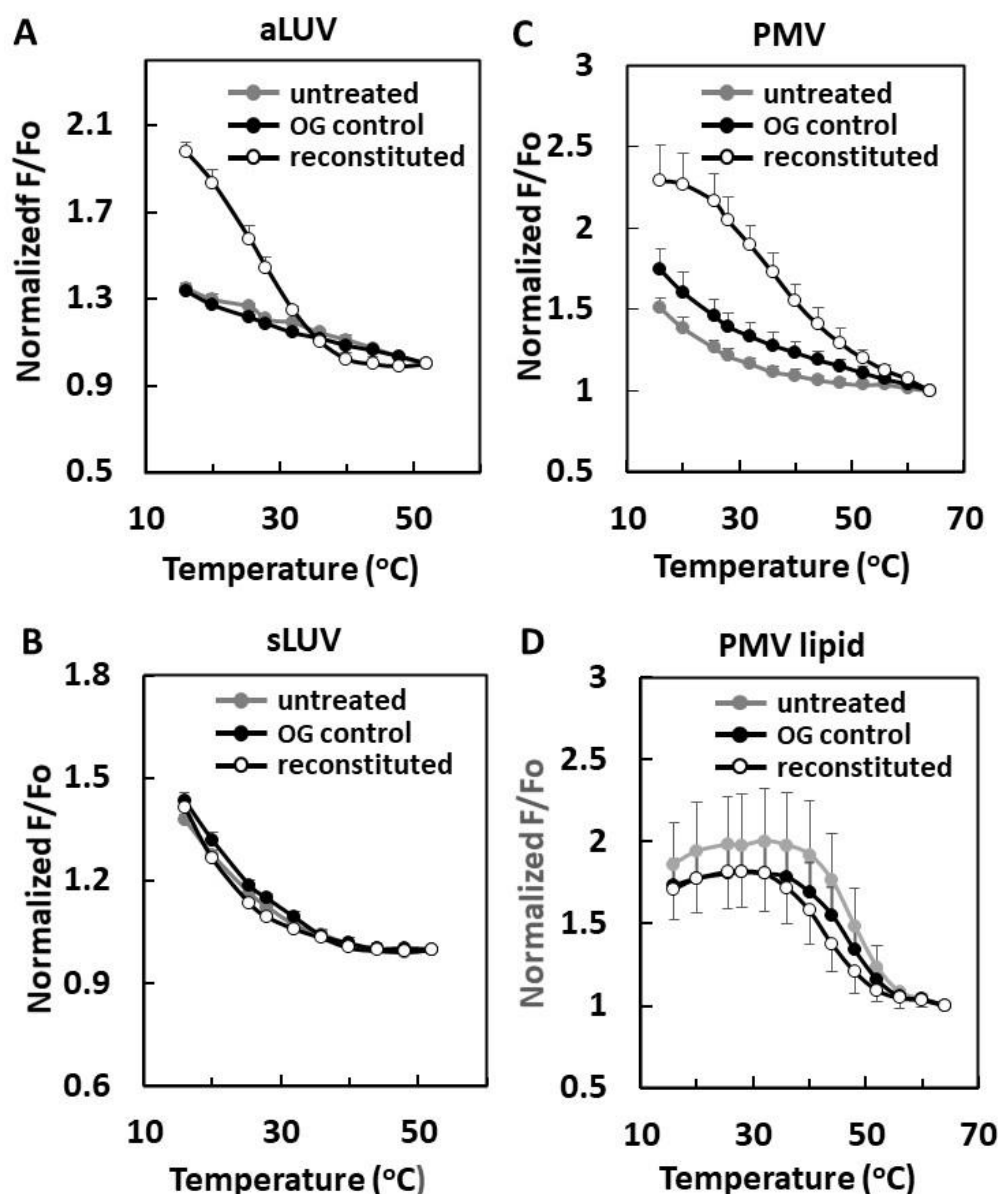 A
aLUV
Normalizedf F/Fo
2.1
1.7
1.3
0.9
0.5
untreated
OG control
reconstituted
10 30 50
Temperature (°C)
C
PMV
Normalized F/Fo
3
2.5
2
1.5
1
0.5
untreated
OG control
reconstituted
10 30 50 70
Temperature (°C)
B
sLUV
Normalized F/Fo
1.8
1.5
1.2
0.9
0.6
untreated
OG control
reconstituted
10 30 50
Temperature (°C)
D
PMV lipid
Normalized F/Fo
3
2.5
2
1.5
1
0.5
untreated
OG control
reconstituted
10 30 50 70
Temperature (°C)